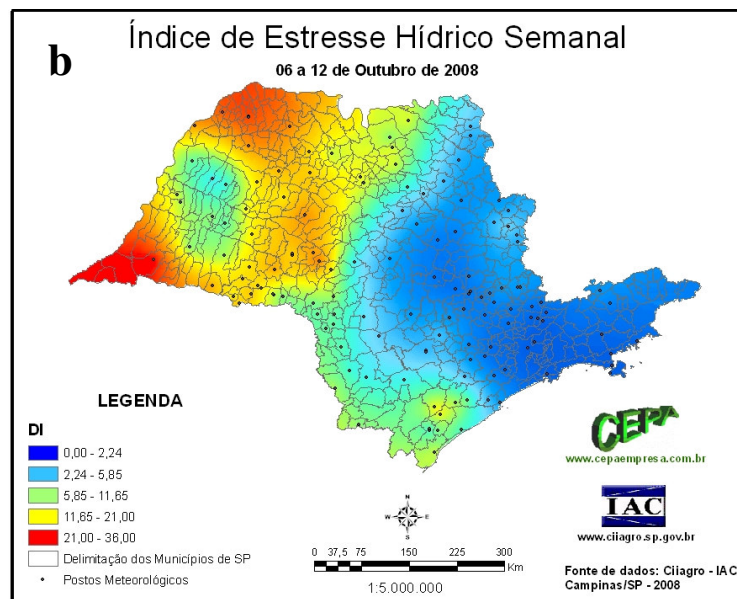 Índice de Estresse Hídrico Semanal
b
06 a 12 de Outubro de 2008
LEGENDA
DI
0,00 - 2,24
2,24 - 5,85
5,85 - 11,65
11,65 - 21,00
21,00 - 36,00
Delimitação dos Municípios de SP
Postos Meteorológicos
N
W E
S
0 37,5 75 150 225 300
Km
1:5.000.000
CEPA
www.cepaempresa.com.br
IAC
www.ciiagro.sp.gov.br
Fonte de dados: Ciiagro - IAC
Campinas/SP - 2008